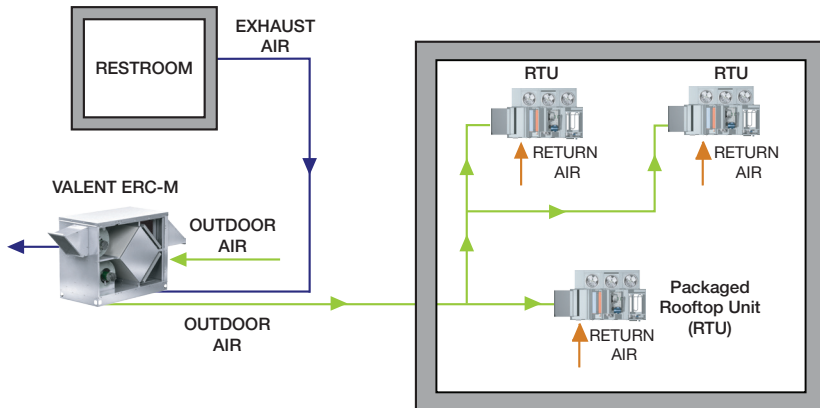 EXHAUST
AIR
RESTROOM
RTU
RTU
RETURN
AIR
RETURN
AIR
VALENT ERC-M
OUTDOOR
AIR
OUTDOOR
AIR
Packaged
Rooftop Unit
(RTU)
RETURN
AIR